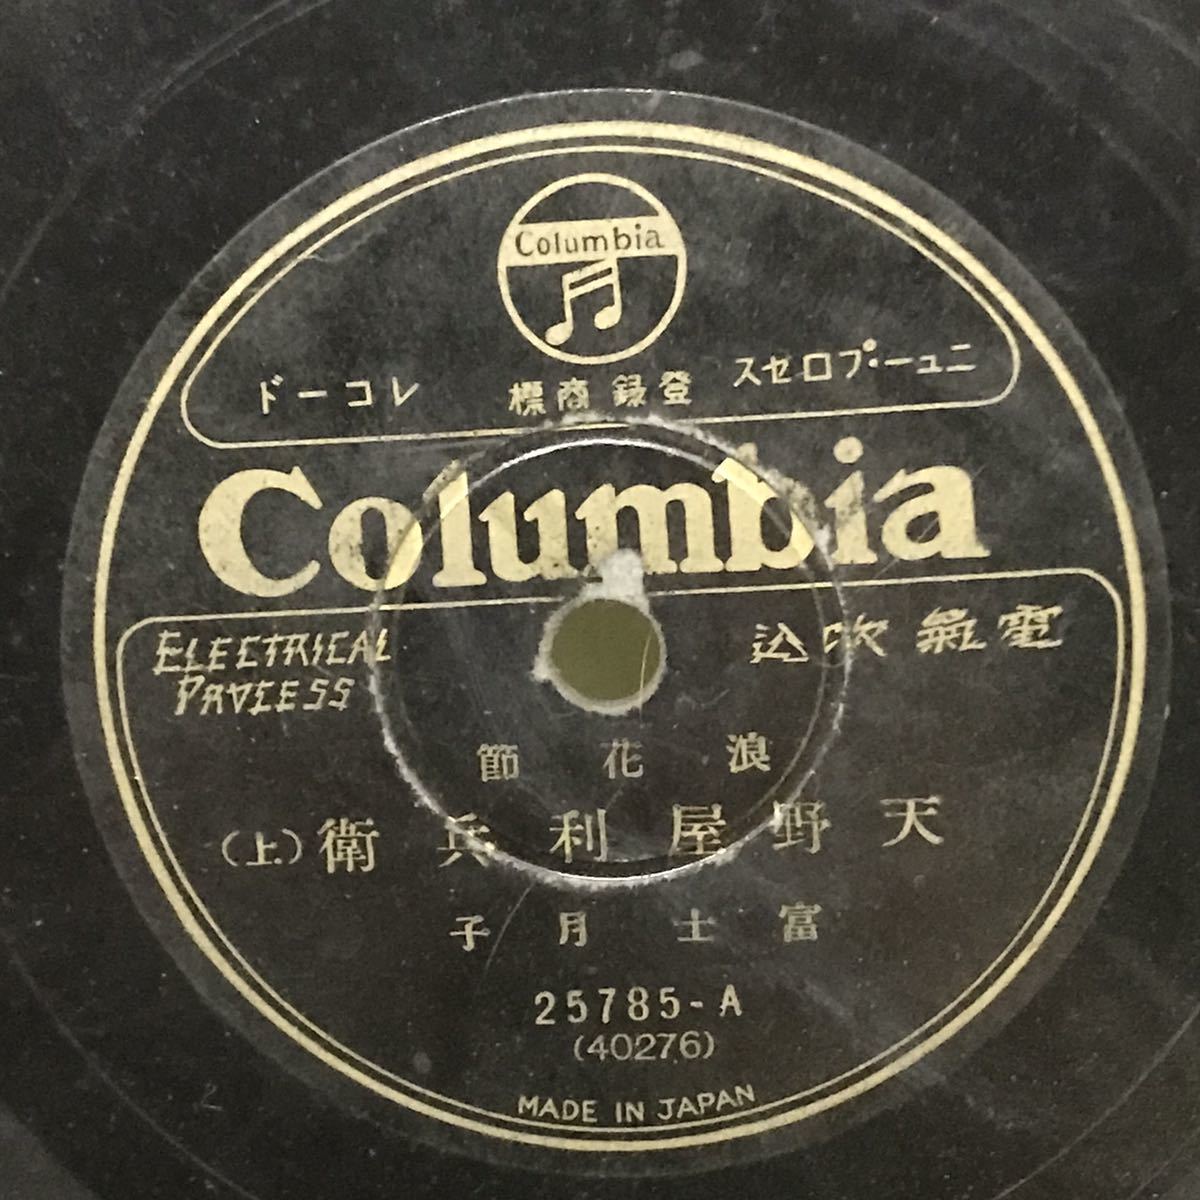 Columbia
ニュー・プロセス 登録商標 レコード
Columbia
ELECTRICAL
PROCESS
電氣吹込
浪花節
天野屋利兵衛(上)
富士月子
25785-A
(40276)
MADE IN JAPAN